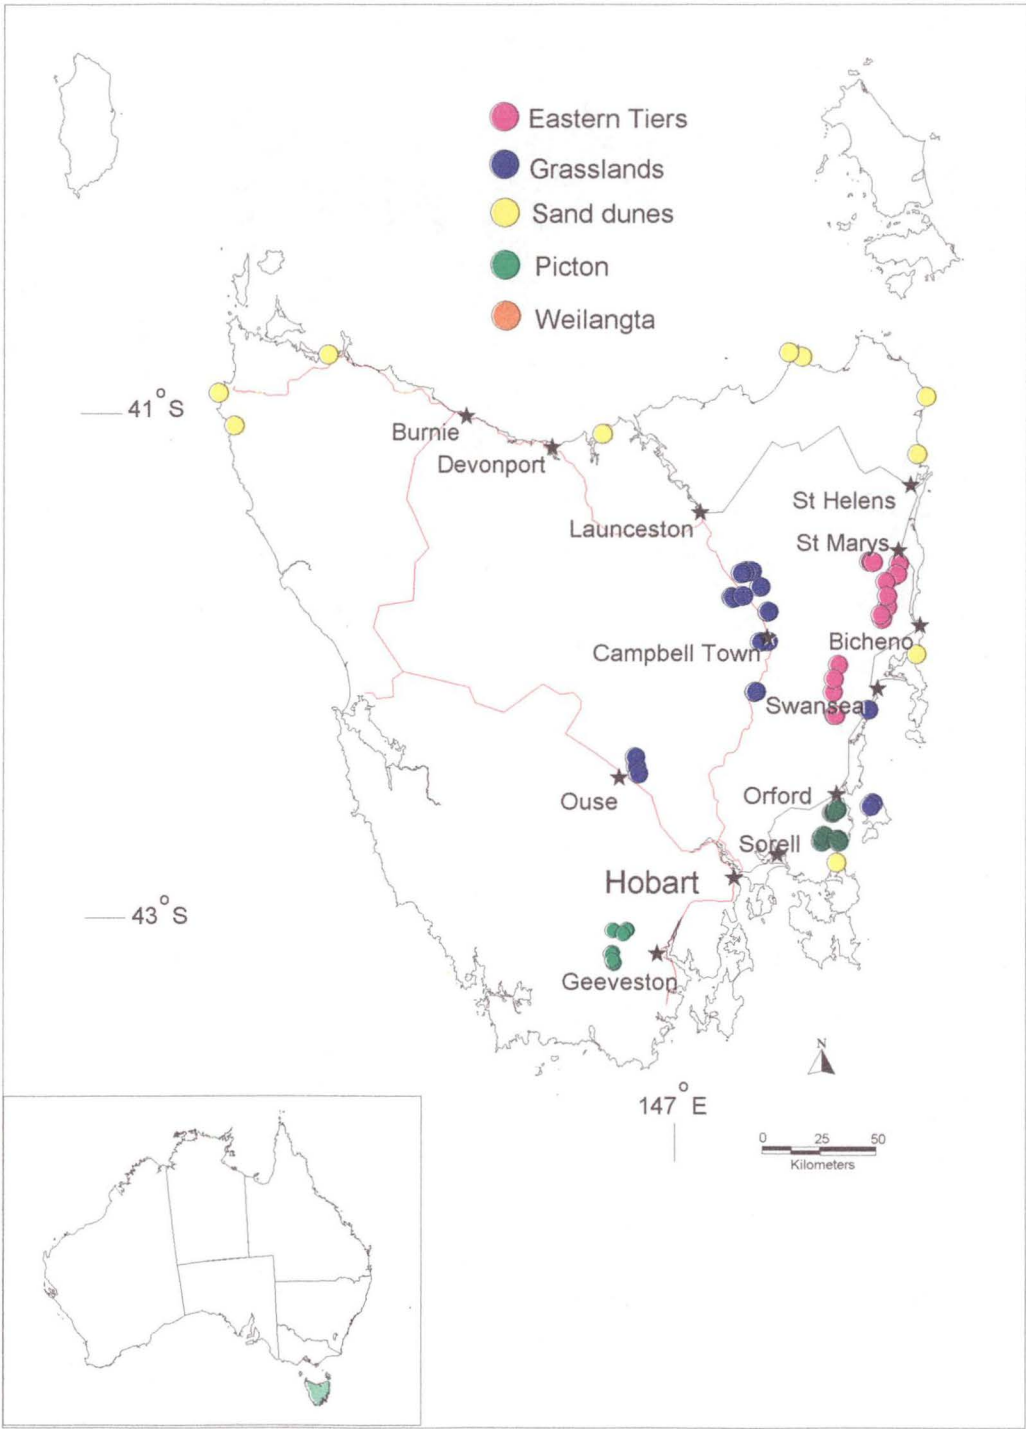 Eastern Tiers
Grasslands
Sand dunes
Picton
Weilangta
41°S
Burnie
Devonport
Launceston
St Helens
St Marys
Campbell Town
Bicheno
Swansea
Ouse
Orford
Sorell
Hobart
43°S
Geeveston
N
147°E
0 25 50
Kilometers